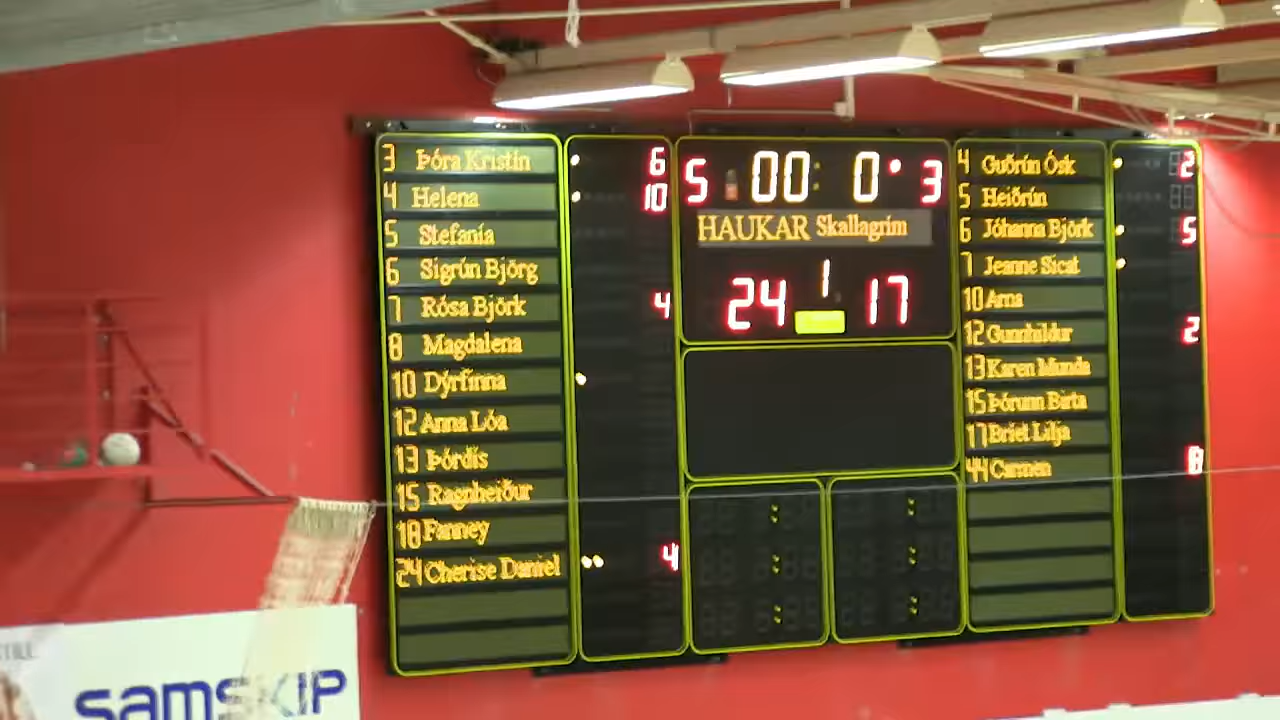 3 Þóra Kristín 6
4 Helena 10
5 Stefanía
6 Sigrún Björg
7 Rósa Björk 4
8 Magdalena
10 Dýrfinna
12 Anna Lóa
13 Þórdís
15 Ragnheiður
18 Fanney
24 Cherise Daniel 4
5 00:0 3
HAUKAR Skallagrím
24 1 17
4 Guðrún Ósk 2
5 Heiðrún
6 Jóhanna Björk 5
7 Jeanne Sicat
10 Arna
12 Gunnhildur 2
13 Karen Munda
15 Þórunn Birta
17 Bríet Lilja
44 Carmen 8
SAMSKIP